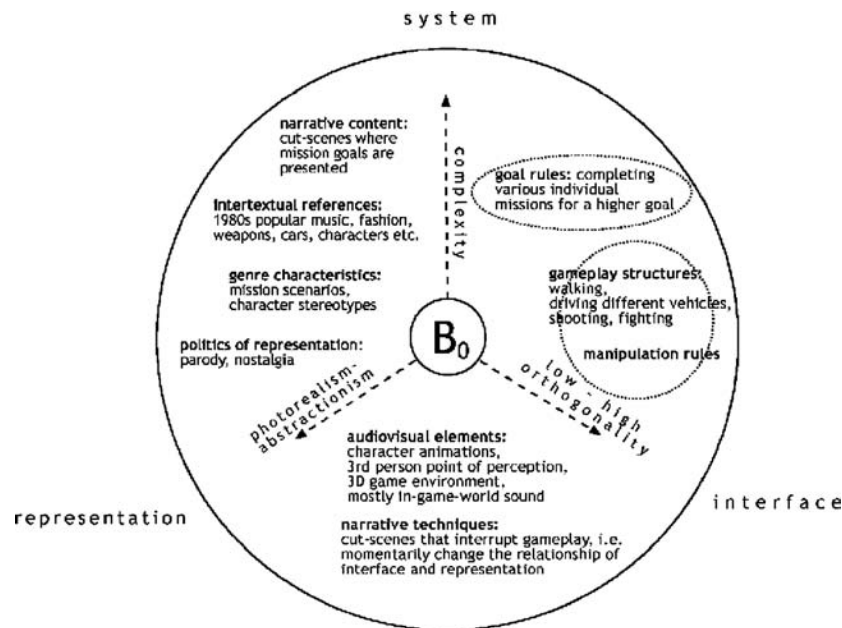 system
narrative content:
cut-scenes where
mission goals are
presented
intertextual references:
1980s popular music, fashion,
weapons, cars, characters etc.
genre characteristics:
mission scenarios,
character stereotypes
politics of representation:
parody, nostalgia
complexity
goal rules: completing
various individual
missions for a higher goal
gameplay structures:
walking,
driving different vehicles,
shooting, fighting
manipulation rules
B0
photorealism-
abstractionism
low - high
orthogonality
audiovisual elements:
character animations,
3rd person point of perception,
3D game environment,
mostly in-game-world sound
narrative techniques:
cut-scenes that interrupt gameplay, i.e.
momentarily change the relationship of
interface and representation
representation
interface